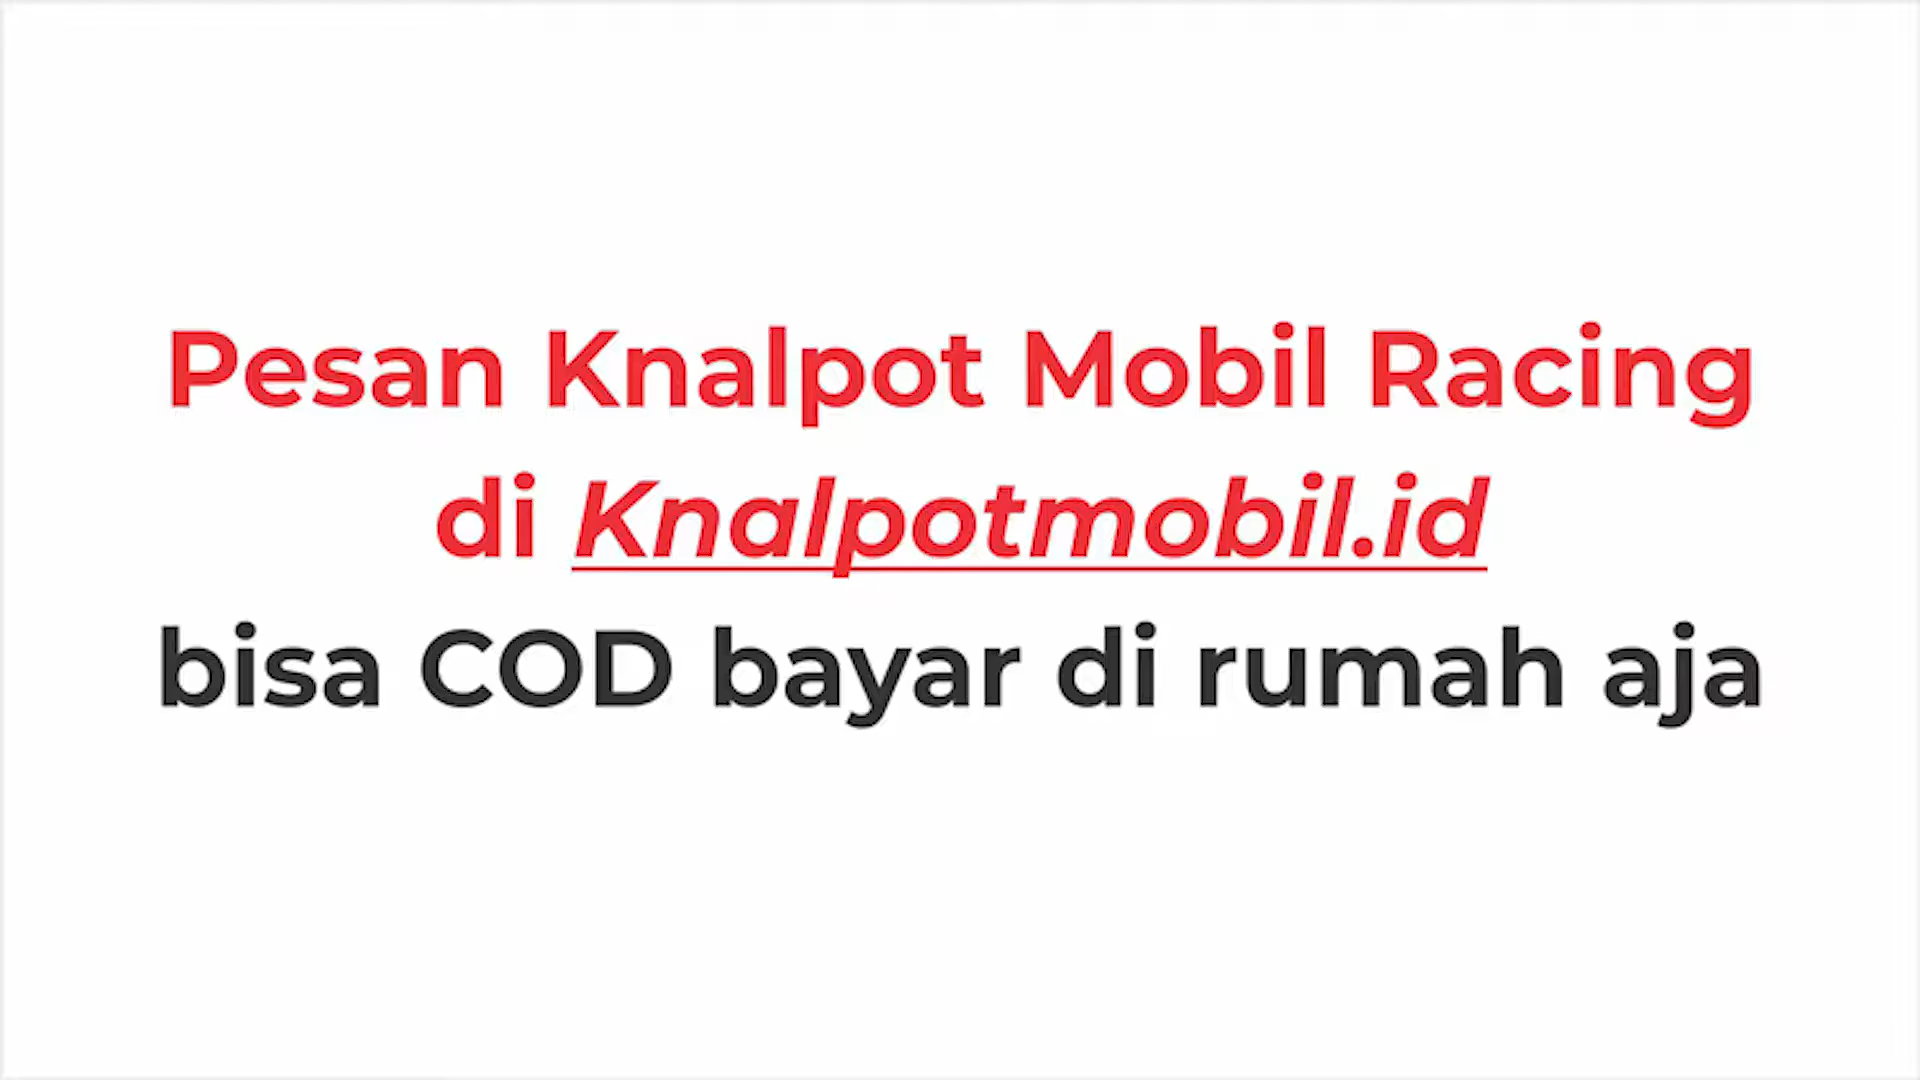 Pesan Knalpot Mobil Racing
di Knalpotmobil.id
bisa COD bayar di rumah aja